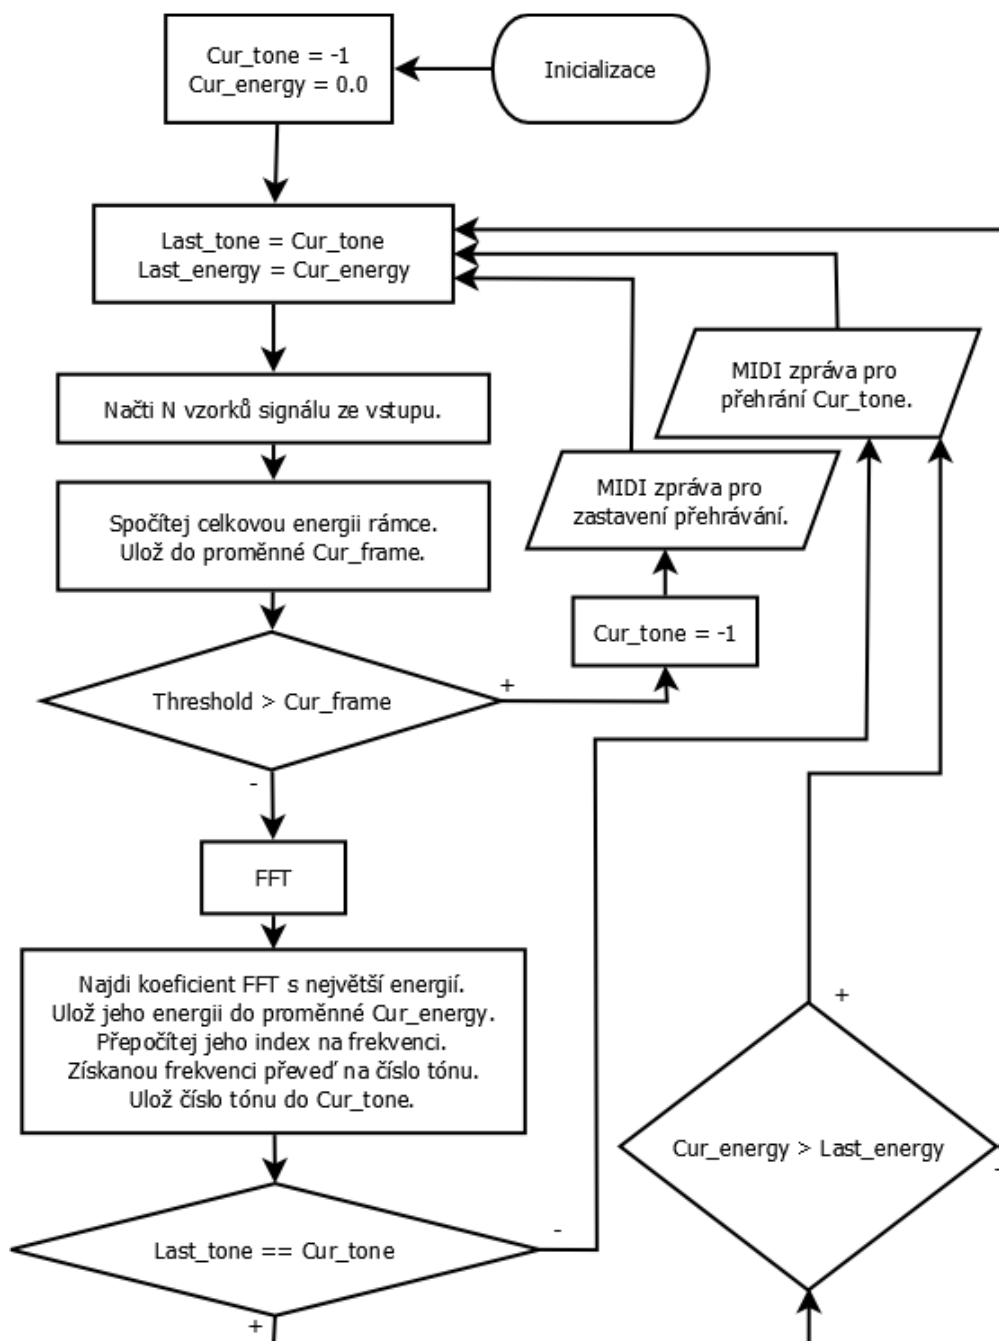 Inicializace
Cur_tone = -1
Cur_energy = 0.0
Last_tone = Cur_tone
Last_energy = Cur_energy
Načti N vzorků signálu ze vstupu.
Spočítej celkovou energii rámce.
Ulož do proměnné Cur_frame.
Threshold > Cur_frame
+
-
Cur_tone = -1
MIDI zpráva pro
zastavení přehrávání.
MIDI zpráva pro
přehrání Cur_tone.
FFT
Najdi koeficient FFT s největší energií.
Ulož jeho energii do proměnné Cur_energy.
Přepočítej jeho index na frekvenci.
Získanou frekvenci převeď na číslo tónu.
Ulož číslo tónu do Cur_tone.
Last_tone == Cur_tone
-
+
Cur_energy > Last_energy
+
-